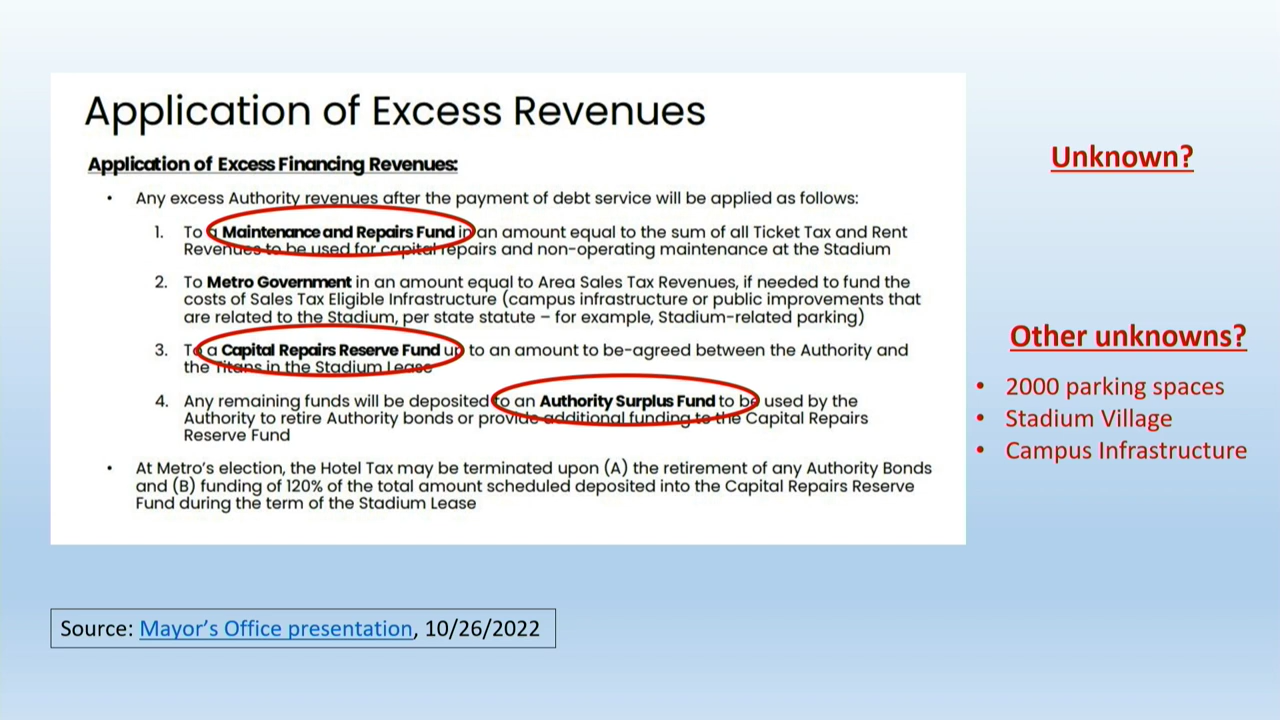 Application of Excess Revenues
Application of Excess Financing Revenues:
• Any excess Authority revenues after the payment of debt service will be applied as follows:
1. To a Maintenance and Repairs Fund in an amount equal to the sum of all Ticket Tax and Rent
Revenues to be used for capital repairs and non-operating maintenance at the Stadium
2. To Metro Government in an amount equal to Area Sales Tax Revenues, if needed to fund the
costs of Sales Tax Eligible Infrastructure (campus infrastructure or public improvements that
are related to the Stadium, per state statute – for example, Stadium-related parking)
3. To a Capital Repairs Reserve Fund up to an amount to be-agreed between the Authority and
the Titans in the Stadium Lease
4. Any remaining funds will be deposited to an Authority Surplus Fund to be used by the
Authority to retire Authority bonds or provide additional funding to the Capital Repairs
Reserve Fund
• At Metro's election, the Hotel Tax may be terminated upon (A) the retirement of any Authority Bonds
and (B) funding of 120% of the total amount scheduled deposited into the Capital Repairs Reserve
Fund during the term of the Stadium Lease
Unknown?
Other unknowns?
• 2000 parking spaces
• Stadium Village
• Campus Infrastructure
Source: Mayor's Office presentation, 10/26/2022